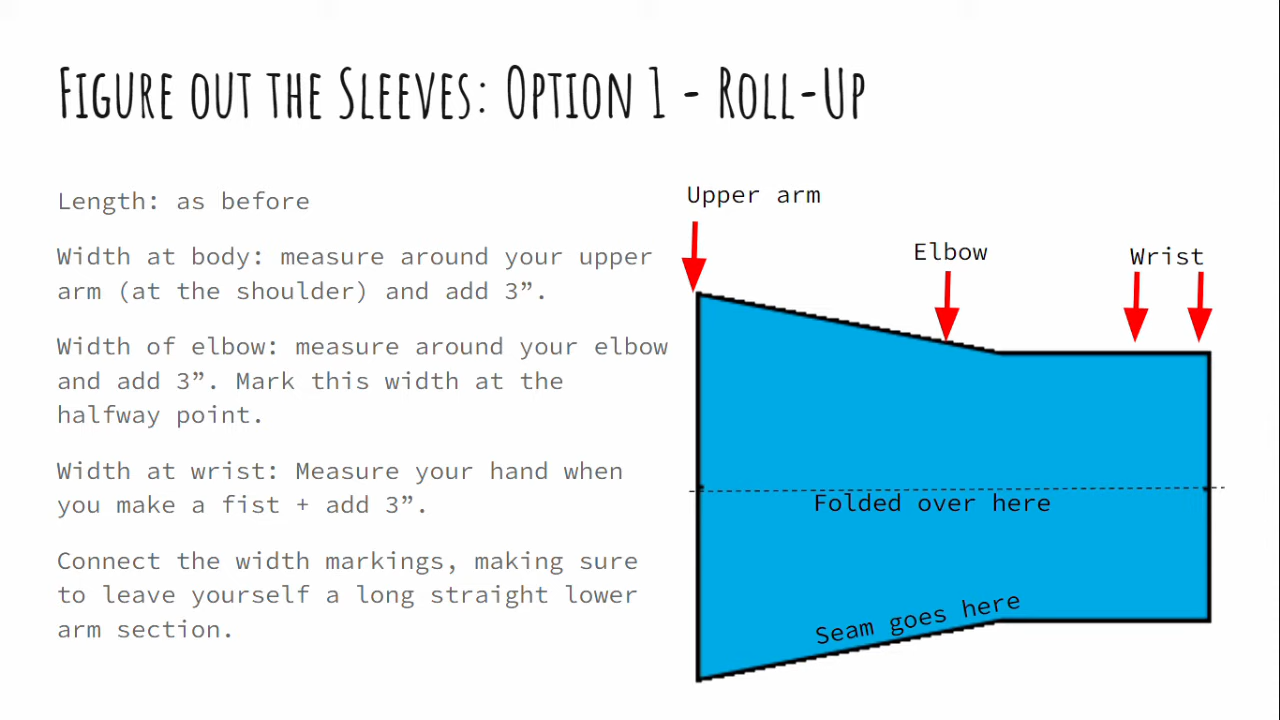 Figure out the Sleeves: Option 1 - Roll-Up
Length: as before
Width at body: measure around your upper
arm (at the shoulder) and add 3”.
Width of elbow: measure around your elbow
and add 3”. Mark this width at the
halfway point.
Width at wrist: Measure your hand when
you make a fist + add 3”.
Connect the width markings, making sure
to leave yourself a long straight lower
arm section.
Upper arm
Elbow
Wrist
Folded over here
Seam goes here